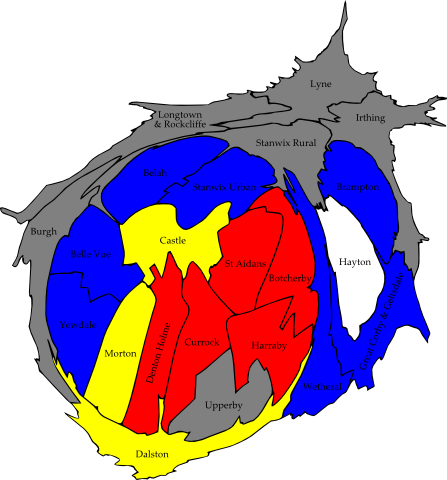 Lyne
Longtown
& Rockcliffe
Irthing
Stanwix Rural
Belah
Stanwix Urban
Brampton
Burgh
Castle
Belle Vue
Hayton
St Aidans
Botcherby
Great Corby & Geltsdale
Yewdale
Morton
Denton Holme
Currock
Harraby
Wetheral
Upperby
Dalston